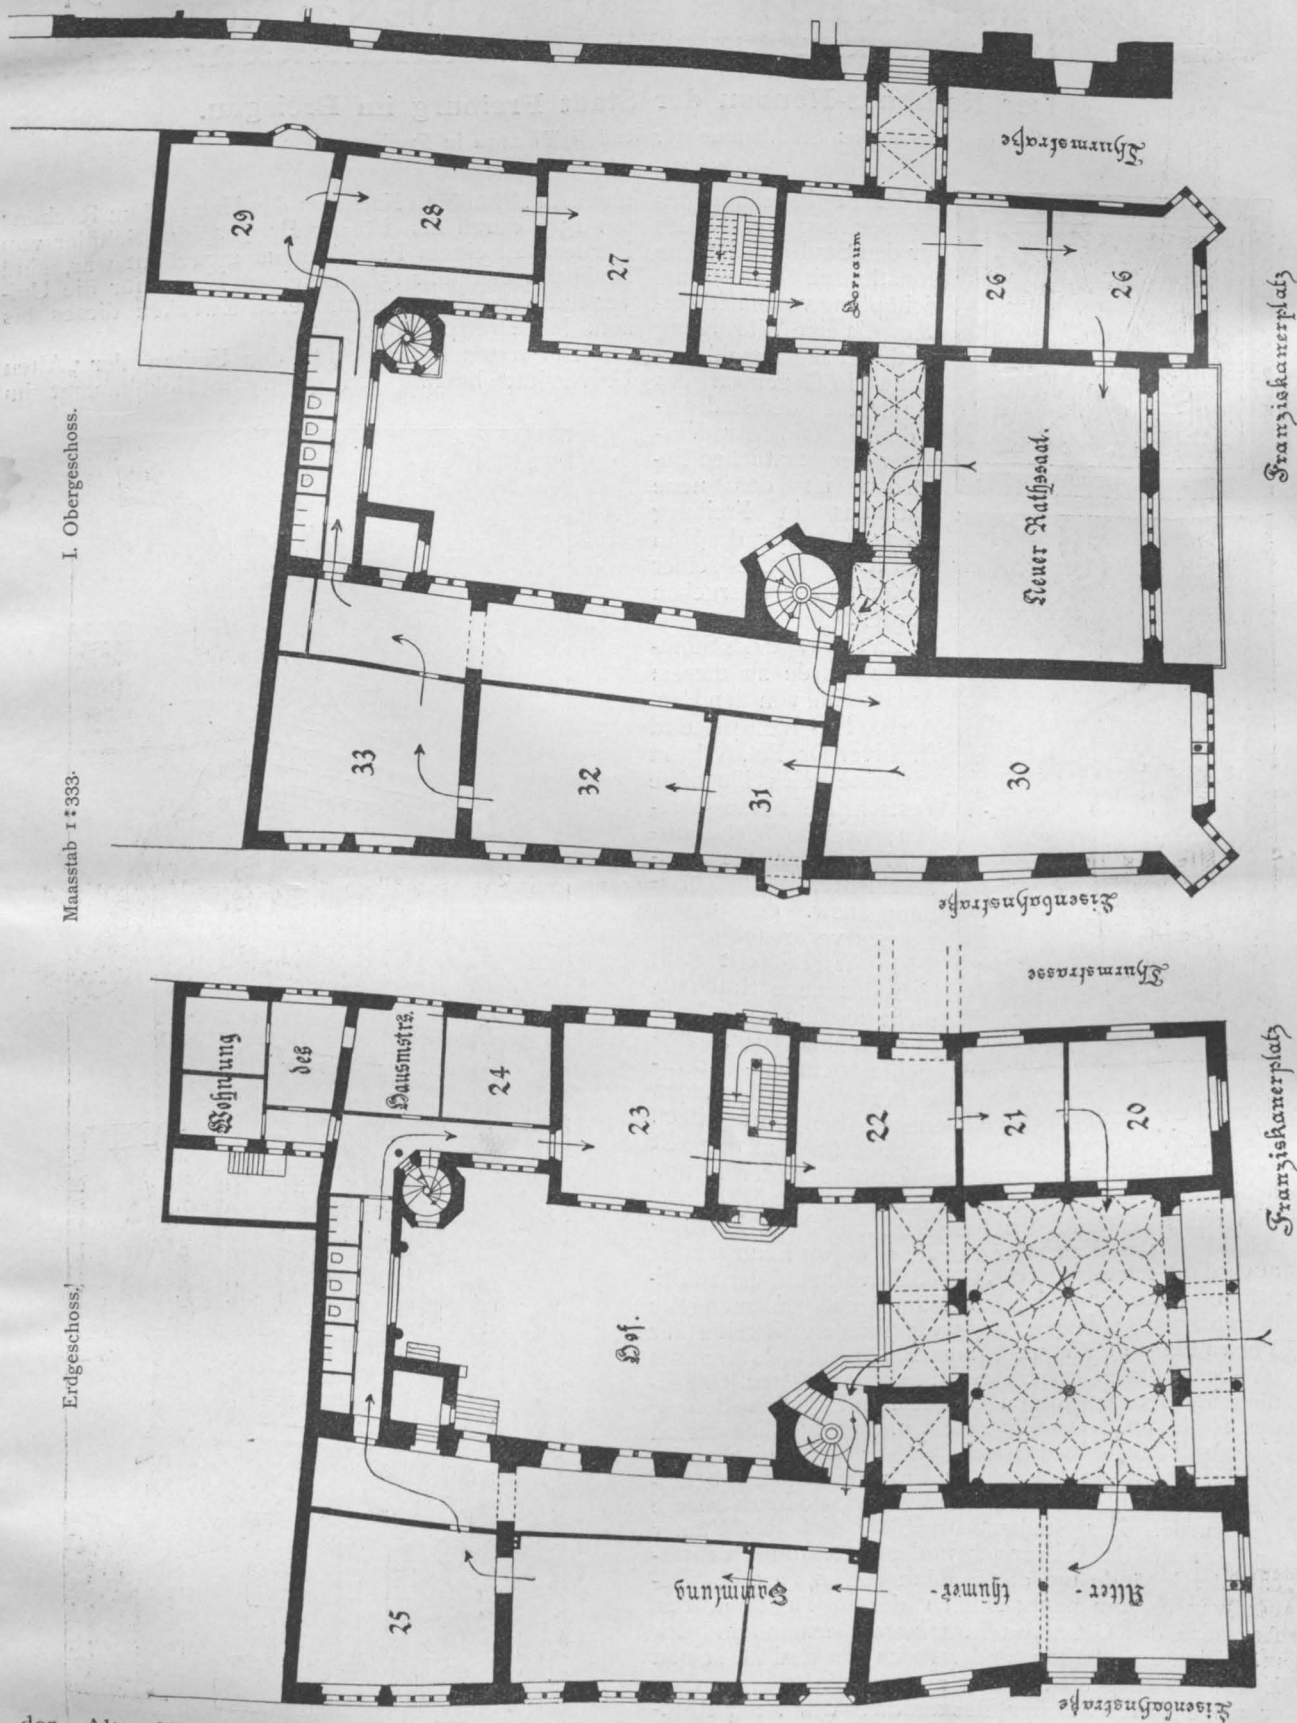 I. Obergeschoss.
Maasstab 1:333.
Erdgeschoss.
Thurmstraße
29
28
27
Vorraum
26
26
Neuer Rathssaal.
33
32
31
30
Eisenbahnstraße
Franziskanerplatz
Thurmstrasse
Wohnung
des
Hausmstrs.
24
23
22
21
20
Hof.
25
Sammlung
thümer-
Alter-
Eisenbahnstraße
Franziskanerplatz